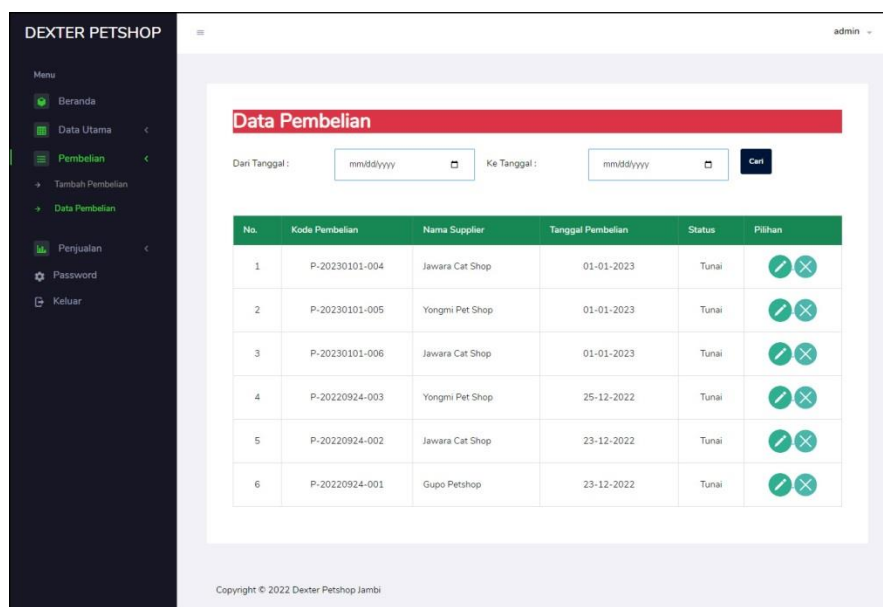 DEXTER PETSHOP
admin
Menu
Beranda
Data Utama
Pembelian
Tambah Pembelian
Data Pembelian
Penjualan
Password
Keluar
Data Pembelian
Dari Tanggal : mm/dd/yyyy Ke Tanggal : mm/dd/yyyy Cari
No. Kode Pembelian Nama Supplier Tanggal Pembelian Status Pilihan
1 P-20230101-004 Jawara Cat Shop 01-01-2023 Tunai
2 P-20230101-005 Yongmi Pet Shop 01-01-2023 Tunai
3 P-20230101-006 Jawara Cat Shop 01-01-2023 Tunai
4 P-20220924-003 Yongmi Pet Shop 25-12-2022 Tunai
5 P-20220924-002 Jawara Cat Shop 23-12-2022 Tunai
6 P-20220924-001 Gupo Petshop 23-12-2022 Tunai
Copyright © 2022 Dexter Petshop Jambi